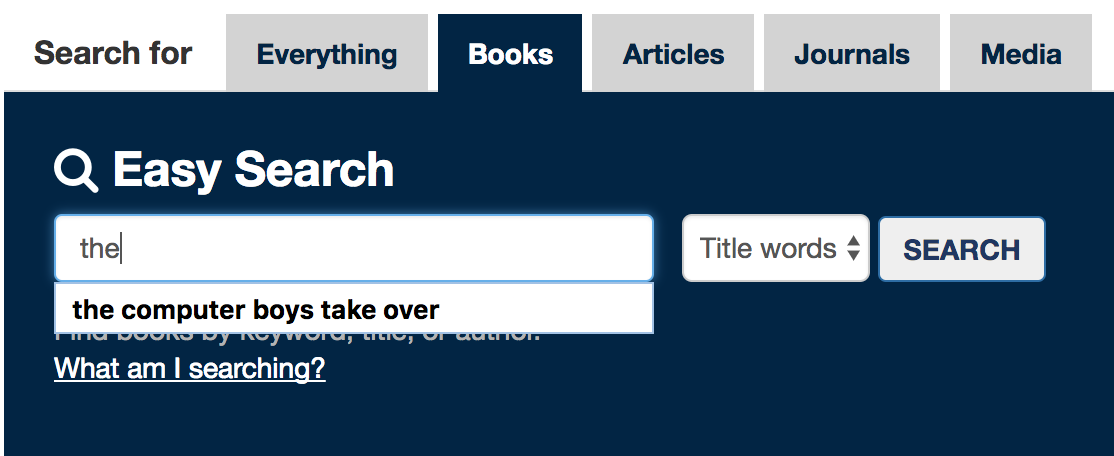 Search for Everything Books Articles Journals Media
Easy Search
the Title words SEARCH
the computer boys take over
Find books by keyword, title, or author.
What am I searching?